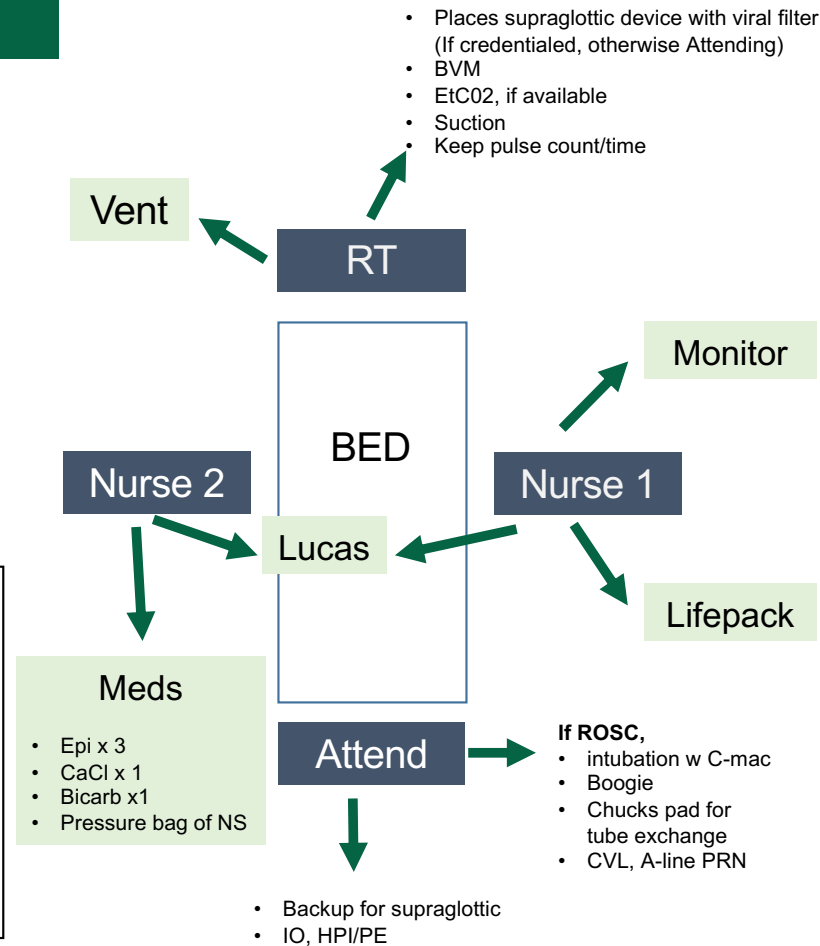 • Places supraglottic device with viral filter
(If credentialed, otherwise Attending)
• BVM
• EtC02, if available
• Suction
• Keep pulse count/time
Vent
RT
Monitor
BED
Nurse 2
Nurse 1
Lucas
Lifepack
Meds
• Epi x 3
• CaCl x 1
• Bicarb x1
• Pressure bag of NS
Attend
If ROSC,
• intubation w C-mac
• Boogie
• Chucks pad for
tube exchange
• CVL, A-line PRN
• Backup for supraglottic
• IO, HPI/PE